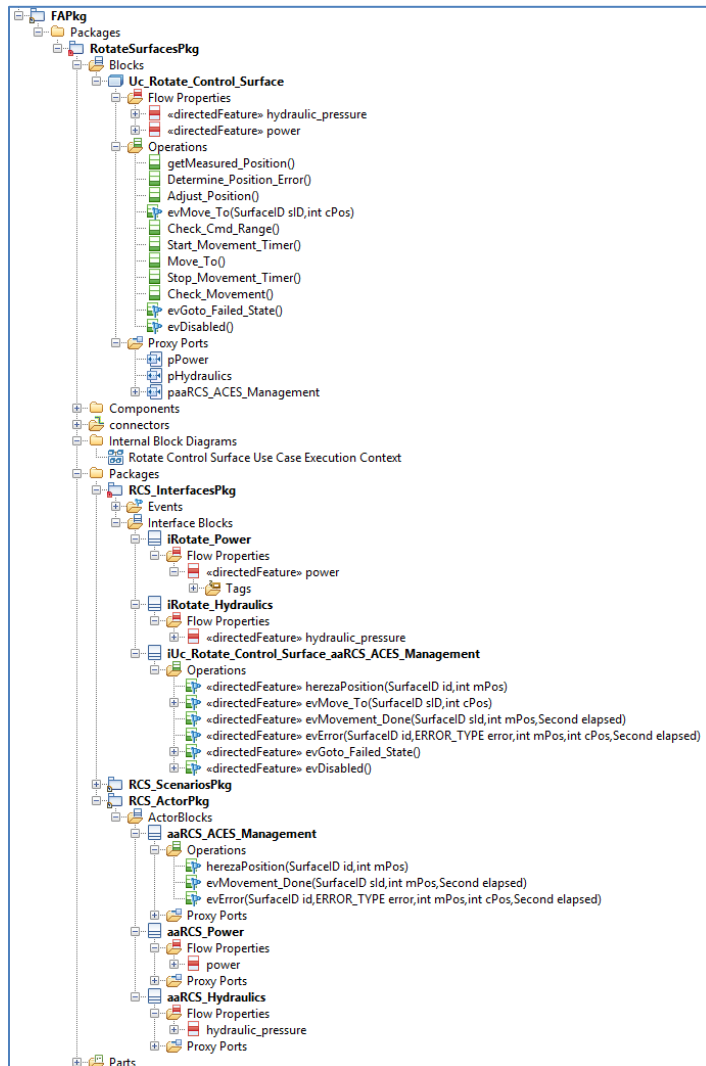 FAPkg
Packages
RotateSurfacesPkg
Blocks
Uc_Rotate_Control_Surface
Flow Properties
«directedFeature» hydraulic_pressure
«directedFeature» power
Operations
getMeasured_Position()
Determine_Position_Error()
Adjust_Position()
evMove_To(SurfaceID sID,int cPos)
Check_Cmd_Range()
Start_Movement_Timer()
Move_To()
Stop_Movement_Timer()
Check_Movement()
evGoto_Failed_State()
evDisabled()
Proxy Ports
pPower
pHydraulics
paaRCS_ACES_Management
Components
connectors
Internal Block Diagrams
Rotate Control Surface Use Case Execution Context
Packages
RCS_InterfacesPkg
Events
Interface Blocks
iRotate_Power
Flow Properties
«directedFeature» power
Tags
iRotate_Hydraulics
Flow Properties
«directedFeature» hydraulic_pressure
iUc_Rotate_Control_Surface_aaRCS_ACES_Management
Operations
«directedFeature» herezaPosition(SurfaceID id,int mPos)
«directedFeature» evMove_To(SurfaceID sID,int cPos)
«directedFeature» evMovement_Done(SurfaceID sId,int mPos,Second elapsed)
«directedFeature» evError(SurfaceID id,ERROR_TYPE error,int mPos,int cPos,Second elapsed)
«directedFeature» evGoto_Failed_State()
«directedFeature» evDisabled()
RCS_ScenariosPkg
RCS_ActorPkg
ActorBlocks
aaRCS_ACES_Management
Operations
herezaPosition(SurfaceID id,int mPos)
evMovement_Done(SurfaceID sId,int mPos,Second elapsed)
evError(SurfaceID id,ERROR_TYPE error,int mPos,int cPos,Second elapsed)
Proxy Ports
aaRCS_Power
Flow Properties
power
Proxy Ports
aaRCS_Hydraulics
Flow Properties
hydraulic_pressure
Proxy Ports
Parts